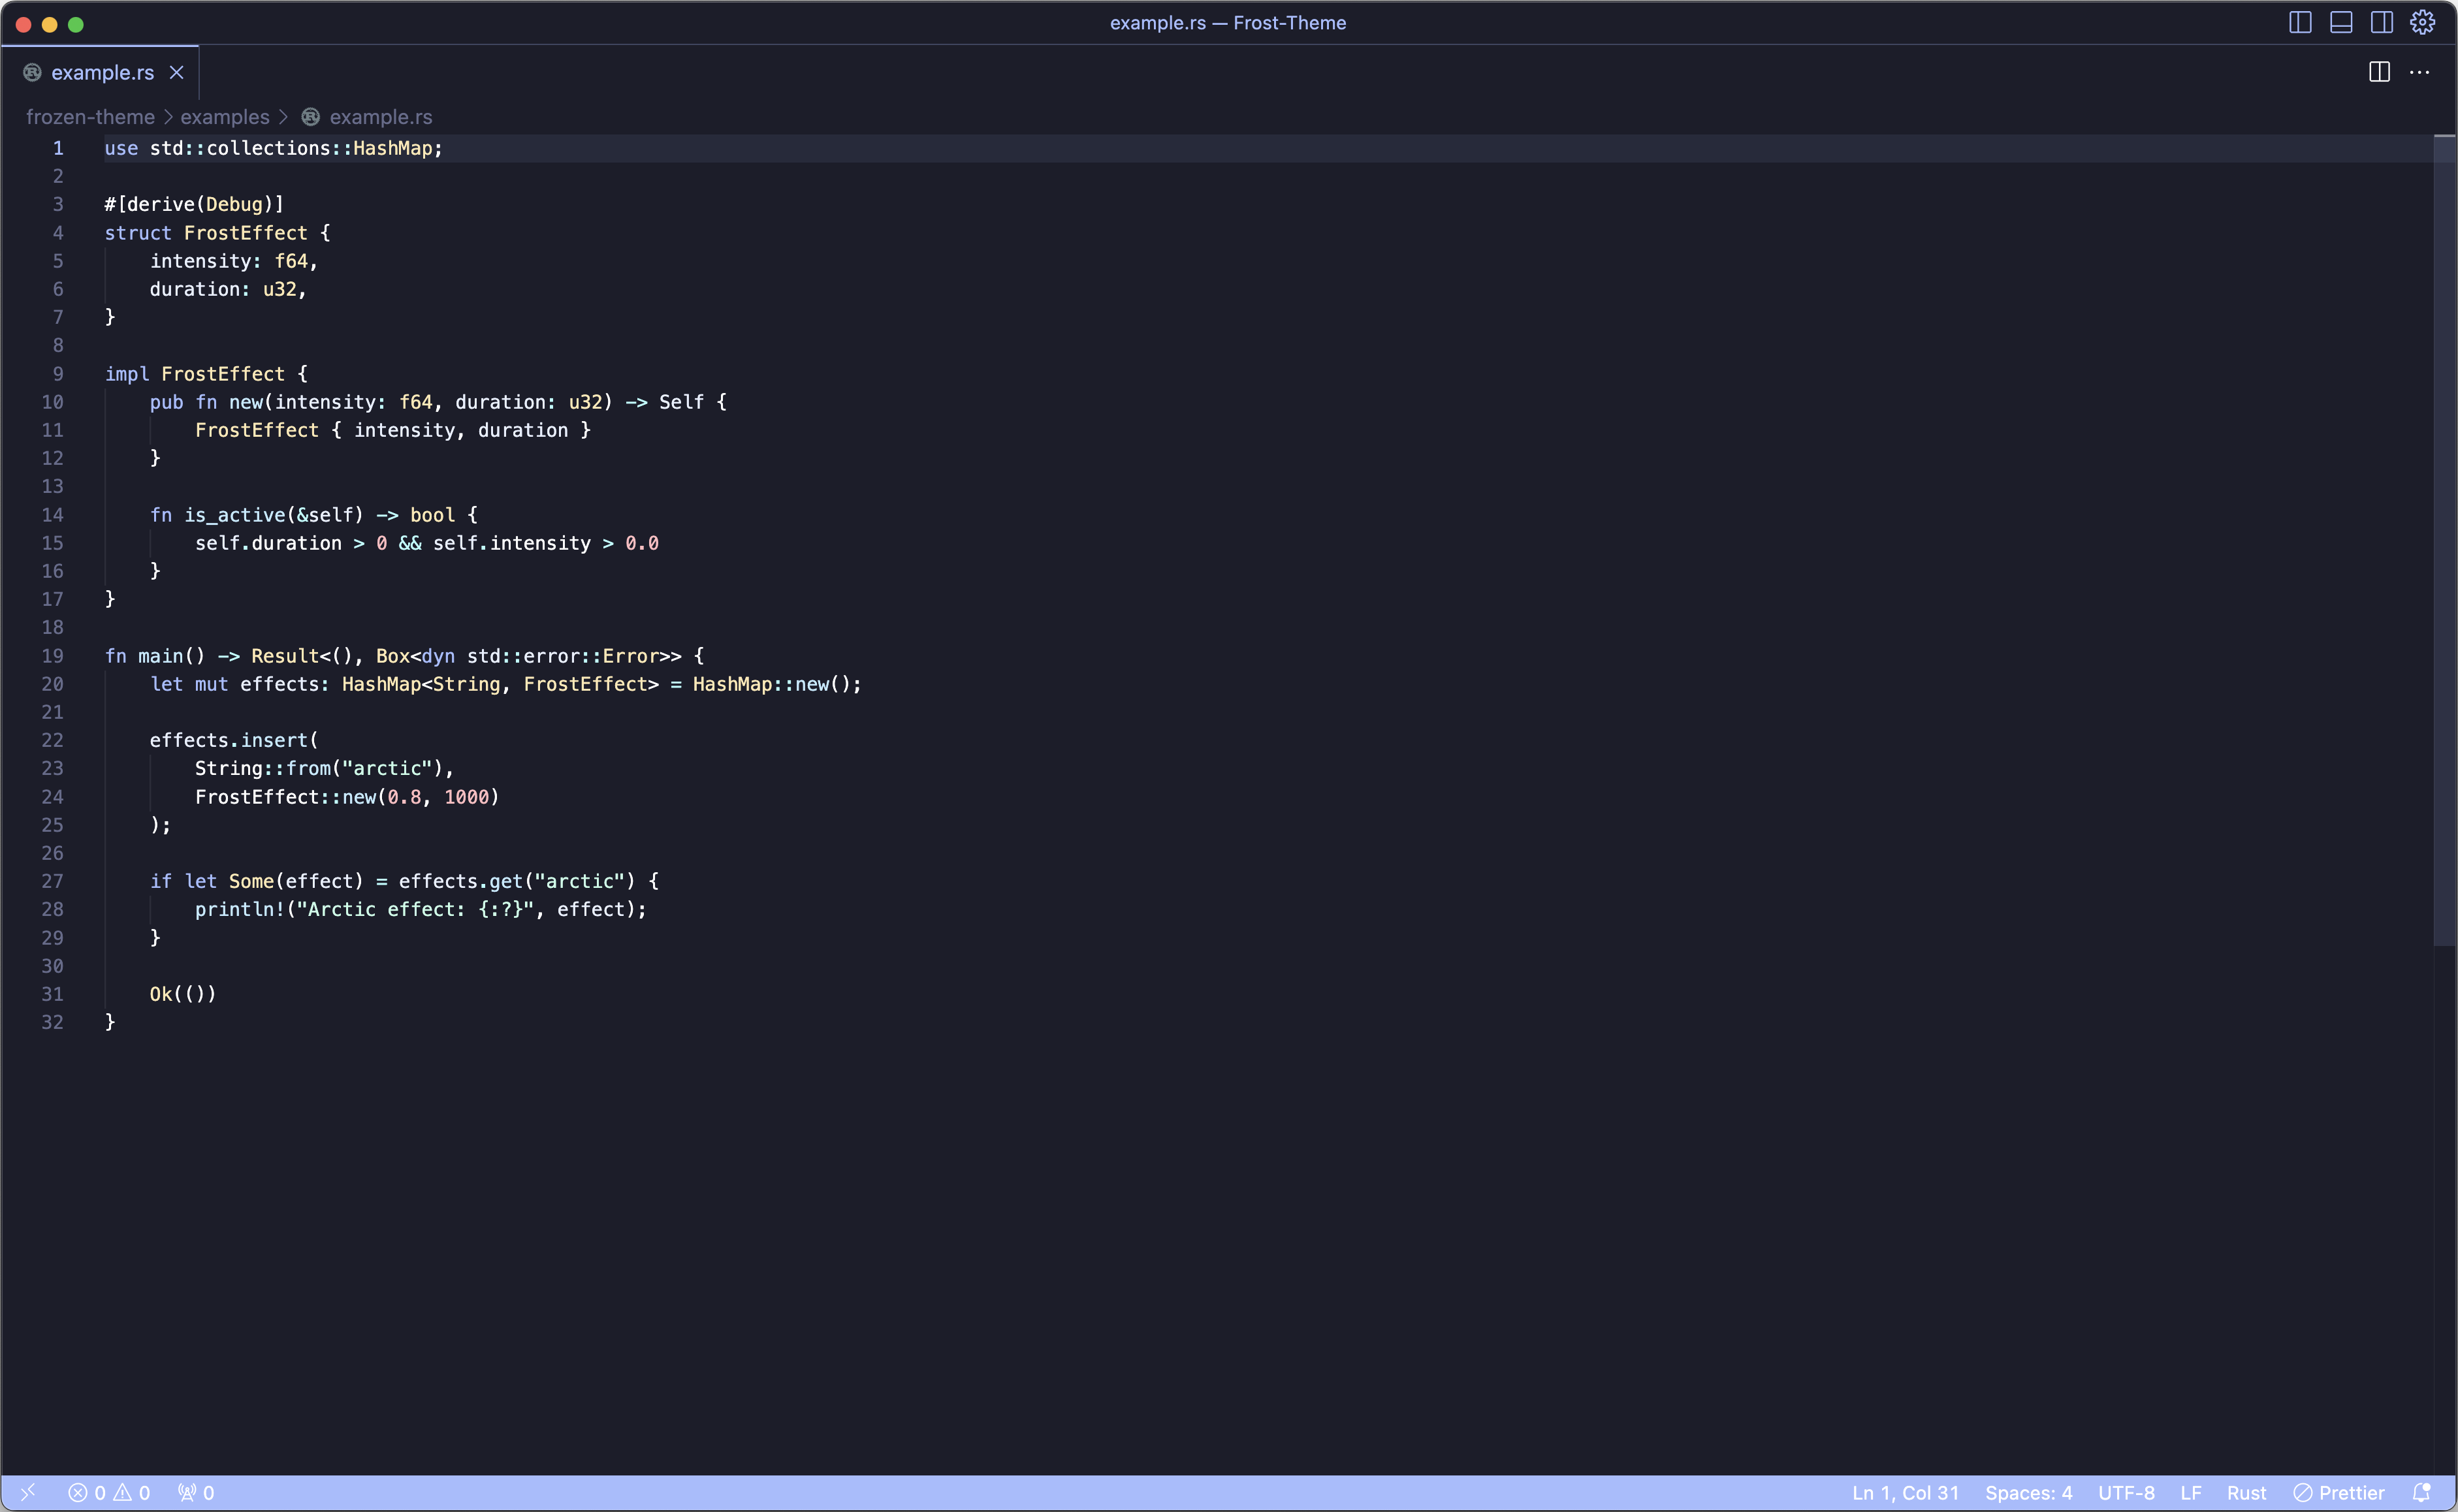 example.rs — Frost-Theme
example.rs
frozen-theme > examples > example.rs
1 use std::collections::HashMap;
2
3 #[derive(Debug)]
4 struct FrostEffect {
5     intensity: f64,
6     duration: u32,
7 }
8
9 impl FrostEffect {
10     pub fn new(intensity: f64, duration: u32) -> Self {
11         FrostEffect { intensity, duration }
12     }
13
14     fn is_active(&self) -> bool {
15         self.duration > 0 && self.intensity > 0.0
16     }
17 }
18
19 fn main() -> Result<(), Box<dyn std::error::Error>> {
20     let mut effects: HashMap<String, FrostEffect> = HashMap::new();
21
22     effects.insert(
23         String::from("arctic"),
24         FrostEffect::new(0.8, 1000)
25     );
26
27     if let Some(effect) = effects.get("arctic") {
28         println!("Arctic effect: {:?}", effect);
29     }
30
31     Ok(())
32 }
0 0 0 Ln 1, Col 31 Spaces: 4 UTF-8 LF Rust Prettier